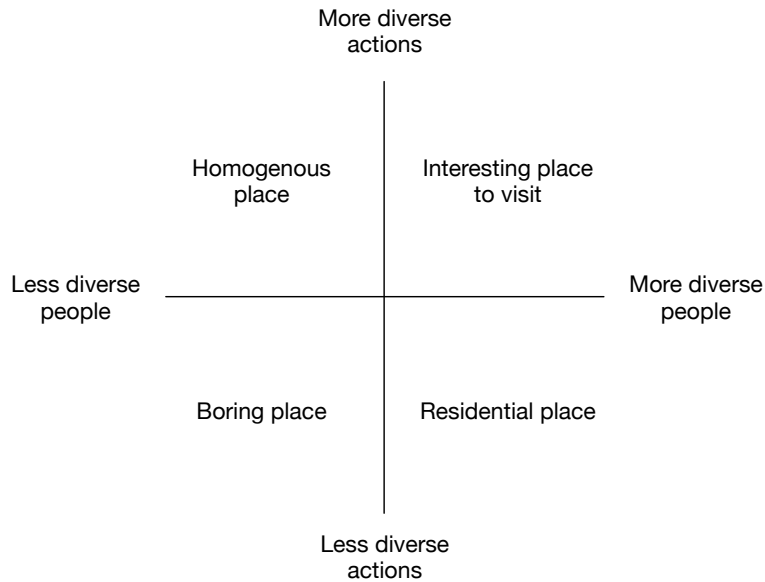 More diverse
actions
Homogenous
place
Interesting place
to visit
Less diverse
people
More diverse
people
Boring place
Residential place
Less diverse
actions